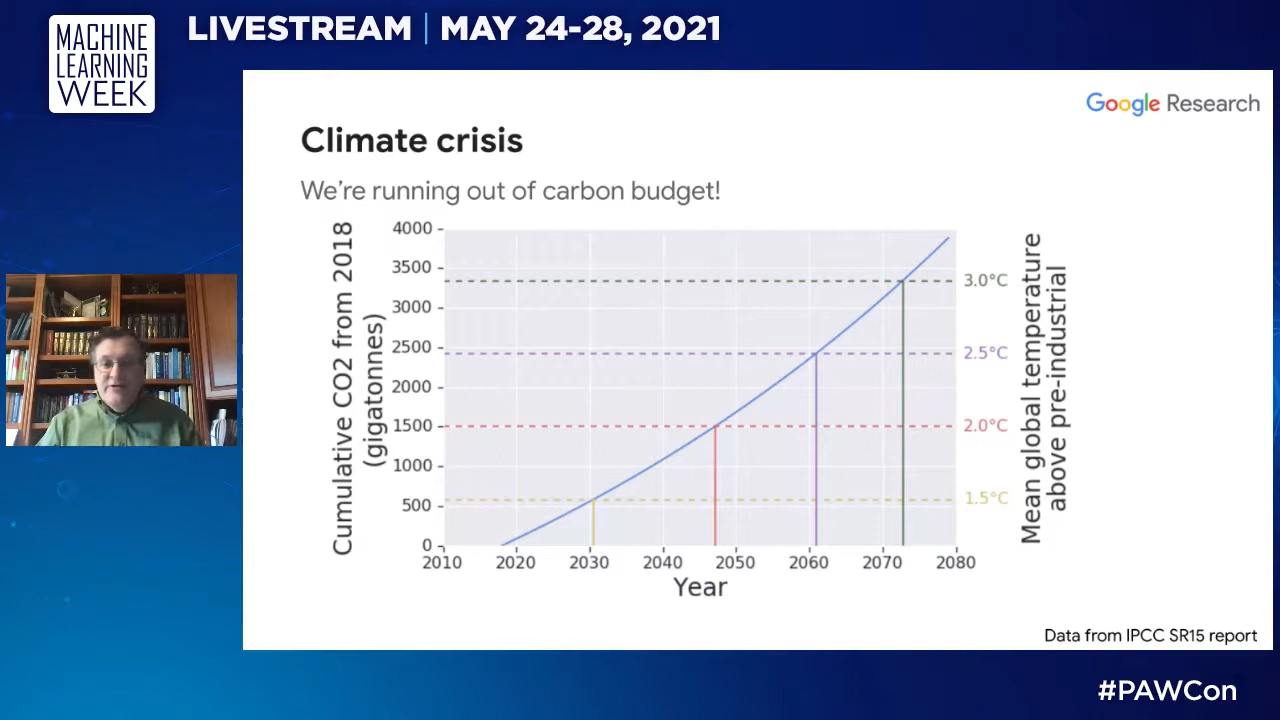 MACHINE
LEARNING
WEEK
LIVESTREAM | MAY 24-28, 2021
Google Research
Climate crisis
We're running out of carbon budget!
Cumulative CO2 from 2018
(gigatonnes)
4000
3500
3000
2500
2000
1500
1000
500
0
3.0°C
2.5°C
2.0°C
1.5°C
Mean global temperature
above pre-industrial
2010 2020 2030 2040 2050 2060 2070 2080
Year
Data from IPCC SR15 report
#PAWCon